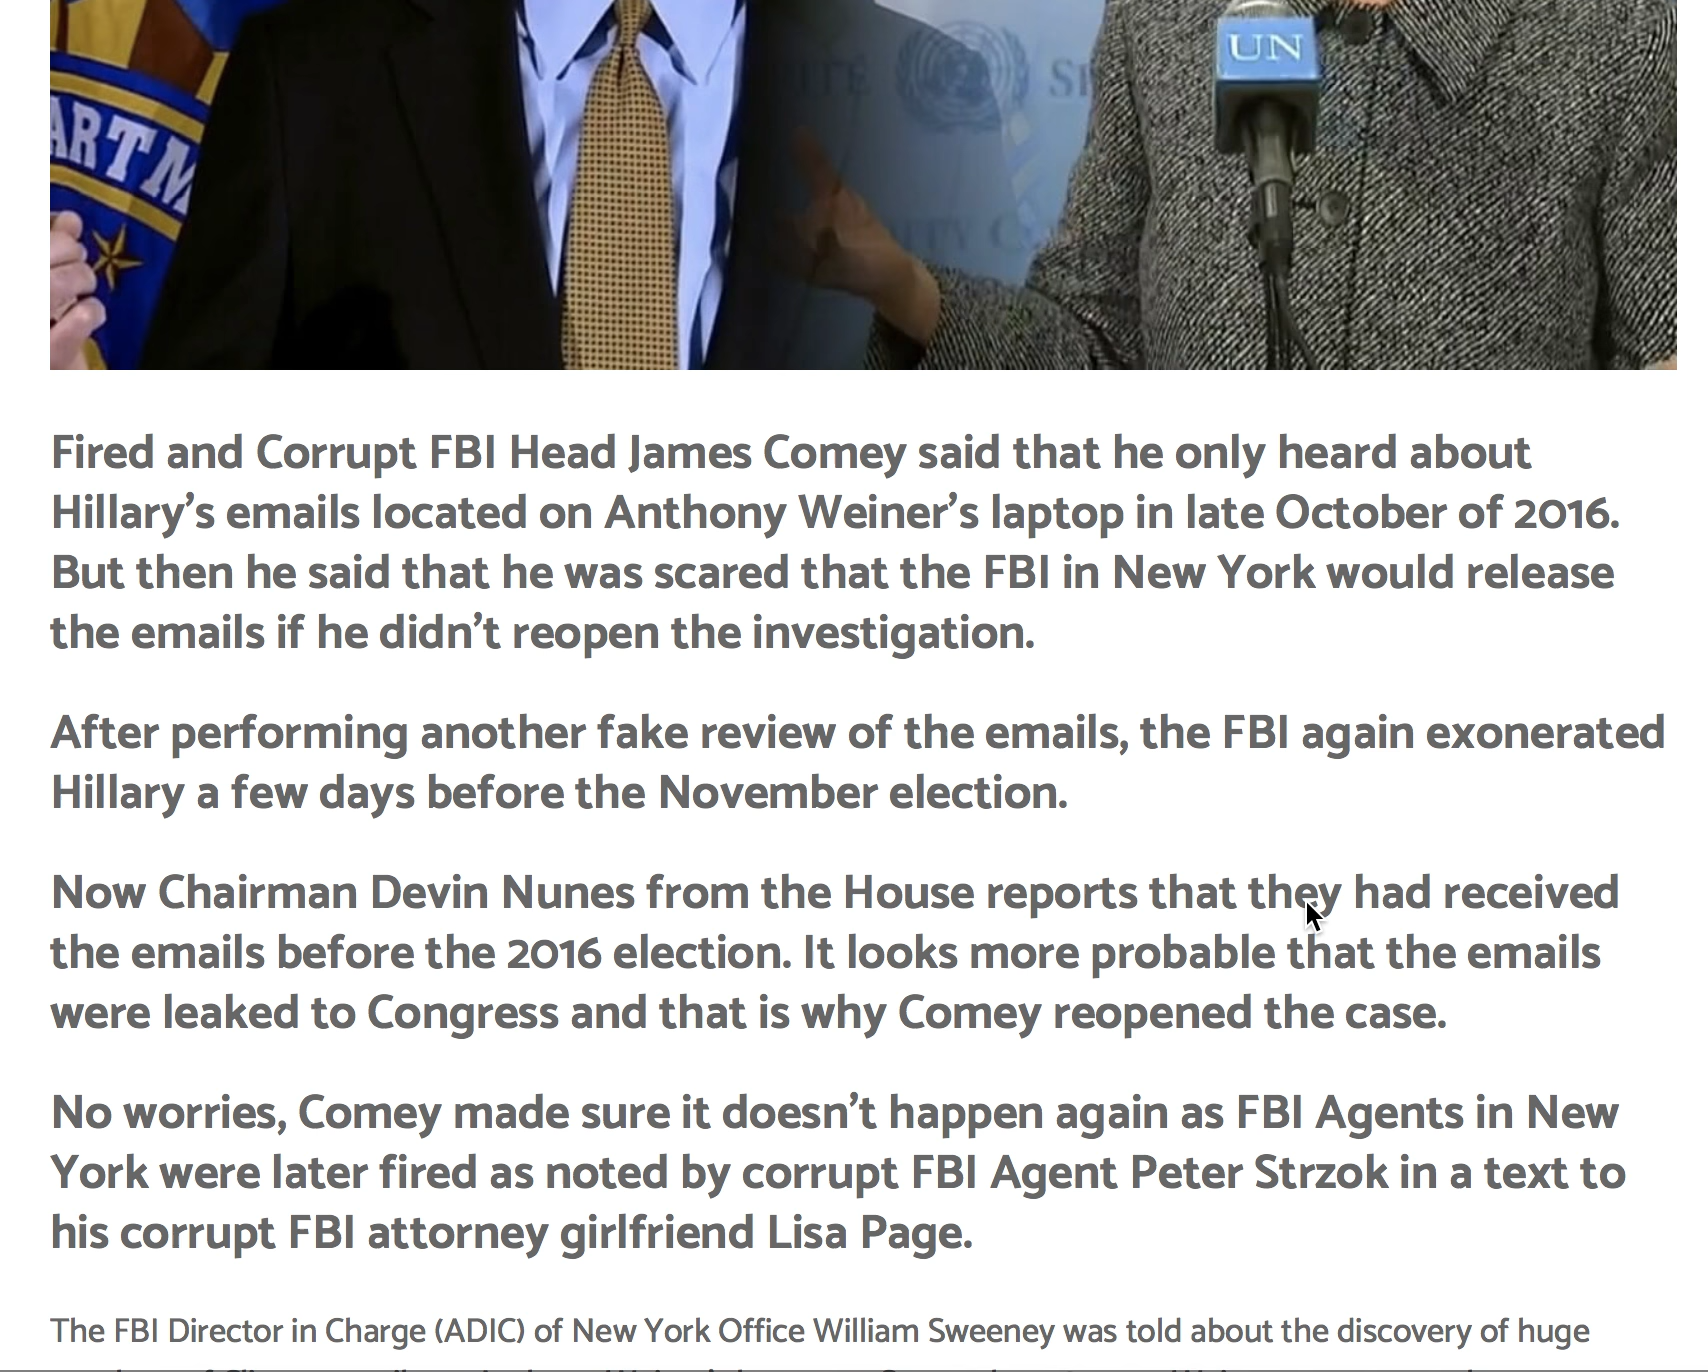 UN
ARTM
Fired and Corrupt FBI Head James Comey said that he only heard about
Hillary’s emails located on Anthony Weiner’s laptop in late October of 2016.
But then he said that he was scared that the FBI in New York would release
the emails if he didn’t reopen the investigation.
After performing another fake review of the emails, the FBI again exonerated
Hillary a few days before the November election.
Now Chairman Devin Nunes from the House reports that they had received
the emails before the 2016 election. It looks more probable that the emails
were leaked to Congress and that is why Comey reopened the case.
No worries, Comey made sure it doesn’t happen again as FBI Agents in New
York were later fired as noted by corrupt FBI Agent Peter Strzok in a text to
his corrupt FBI attorney girlfriend Lisa Page.
The FBI Director in Charge (ADIC) of New York Office William Sweeney was told about the discovery of huge